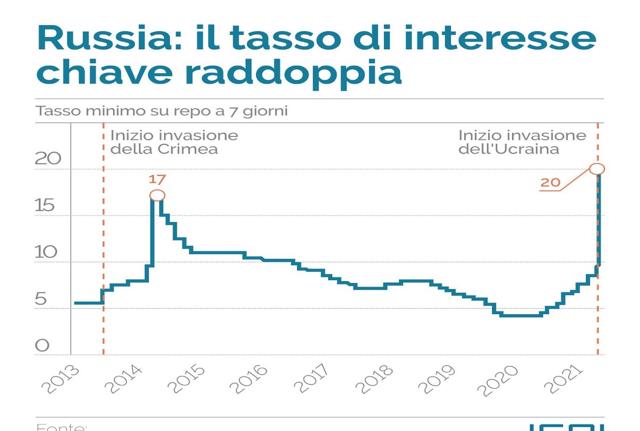 Russia: il tasso di interesse
chiave raddoppia
Tasso minimo su repo a 7 giorni
Inizio invasione
della Crimea
Inizio invasione
dell'Ucraina
20
17
20
15
10
5
0
2013
2014
2015
2016
2017
2018
2019
2020
2021
Fonte: